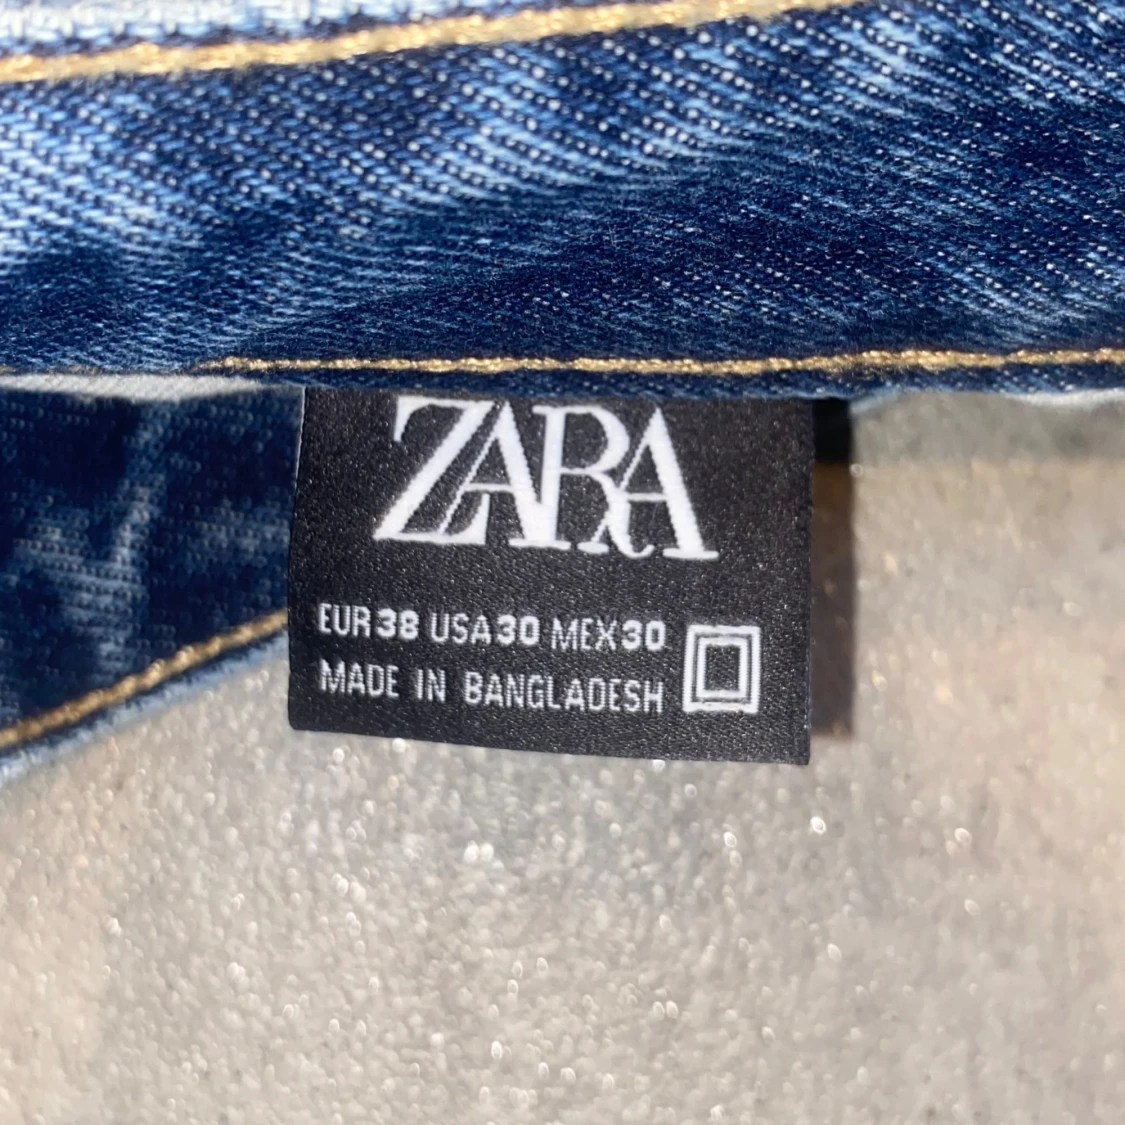 ZARA
EUR 38 USA 30 MEX 30
MADE IN BANGLADESH